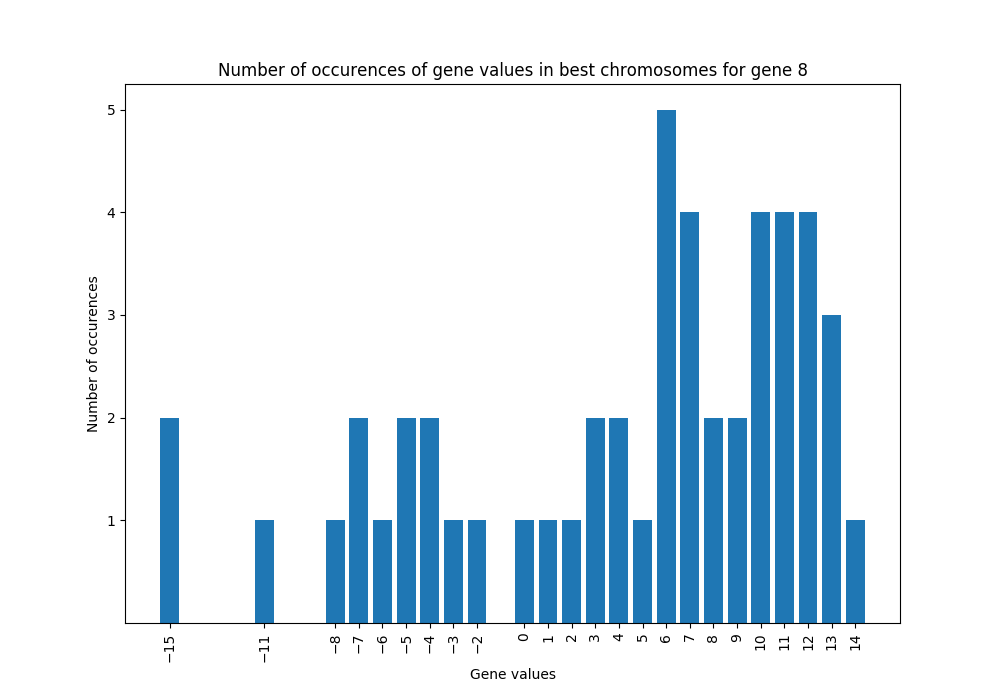 Number of occurences of gene values in best chromosomes for gene 8
5
4
3
2
1
Number of occurences
−15 −11 −8 −7 −6 −5 −4 −3 −2 0 1 2 3 4 5 6 7 8 9 10 11 12 13 14
Gene values